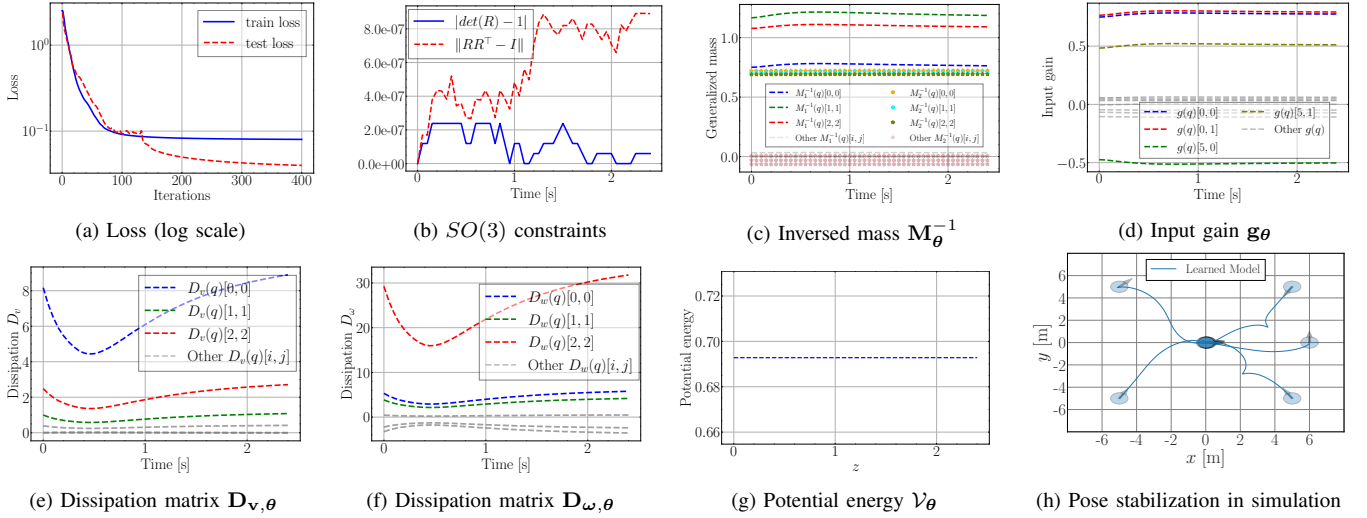 Loss
10^0
10^{-1}
train loss
test loss
0 100 200 300 400
Iterations
(a) Loss (log scale)
8.0e-07
6.0e-07
4.0e-07
2.0e-07
0.0e+00
|det(R) − 1|
∥RR^⊤ − I∥
0 1 2
Time [s]
(b) SO(3) constraints
Generalized mass
1.0
0.5
0.0
M_1^{-1}(q)[0, 0]
M_1^{-1}(q)[1, 1]
M_1^{-1}(q)[2, 2]
Other M_1^{-1}(q)[i, j]
M_2^{-1}(q)[0, 0]
M_2^{-1}(q)[1, 1]
M_2^{-1}(q)[2, 2]
Other M_2^{-1}(q)[i, j]
0 1 2
Time [s]
(c) Inversed mass M_θ^{-1}
Input gain
0.5
0.0
−0.5
g(q)[0, 0]
g(q)[0, 1]
g(q)[5, 0]
g(q)[5, 1]
Other g(q)
0 1 2
Time [s]
(d) Input gain g_θ
Dissipation D_v
8
6
4
2
0
D_v(q)[0, 0]
D_v(q)[1, 1]
D_v(q)[2, 2]
Other D_v(q)[i, j]
0 1 2
Time [s]
(e) Dissipation matrix D_{v,θ}
Dissipation D_ω
30
20
10
0
D_w(q)[0, 0]
D_w(q)[1, 1]
D_w(q)[2, 2]
Other D_w(q)[i, j]
0 1 2
Time [s]
(f) Dissipation matrix D_{ω,θ}
Potential energy
0.72
0.70
0.68
0.66
0 1 2
z
(g) Potential energy V_θ
y [m]
6
4
2
0
-2
-4
-6
Learned Model
-6 -4 -2 0 2 4 6
x [m]
(h) Pose stabilization in simulation